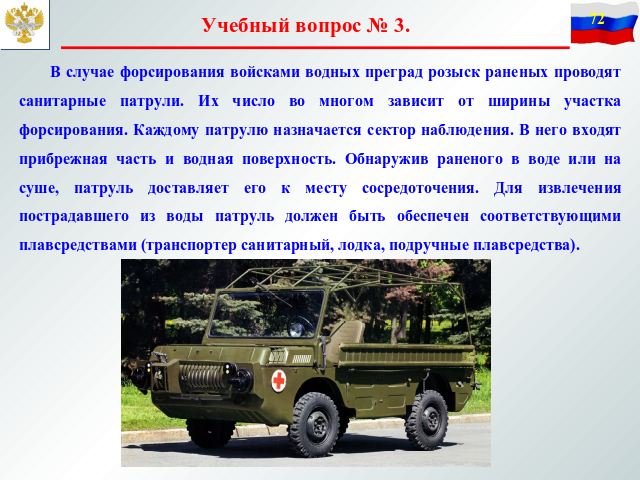 Учебный вопрос № 3.
72
В случае форсирования войсками водных преград розыск раненых проводят
санитарные патрули. Их число во многом зависит от ширины участка
форсирования. Каждому патрулю назначается сектор наблюдения. В него входят
прибрежная часть и водная поверхность. Обнаружив раненого в воде или на
суше, патруль доставляет его к месту сосредоточения. Для извлечения
пострадавшего из воды патруль должен быть обеспечен соответствующими
плавсредствами (транспортер санитарный, лодка, подручные плавсредства).